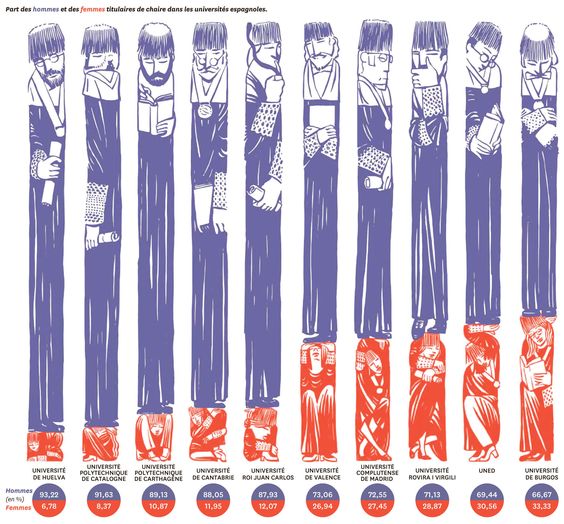 Part des hommes et des femmes titulaires de chaire dans les universités espagnoles.
UNIVERSITÉ
DE HUELVA
UNIVERSITÉ
POLYTECHNIQUE
DE CATALOGNE
UNIVERSITÉ
POLYTECHNIQUE
DE CARTHAGÈNE
UNIVERSITÉ
DE CANTABRIE
UNIVERSITÉ
ROI JUAN CARLOS
UNIVERSITÉ
DE VALENCE
UNIVERSITÉ
COMPLUTENSE
DE MADRID
UNIVERSITÉ
ROVIRA I VIRGILI
UNED
UNIVERSITÉ
DE BURGOS
Hommes 93,22 91,63 89,13 88,05 87,93 73,06 72,55 71,13 69,44 66,67
(en %)
Femmes 6,78 8,37 10,87 11,95 12,07 26,94 27,45 28,87 30,56 33,33